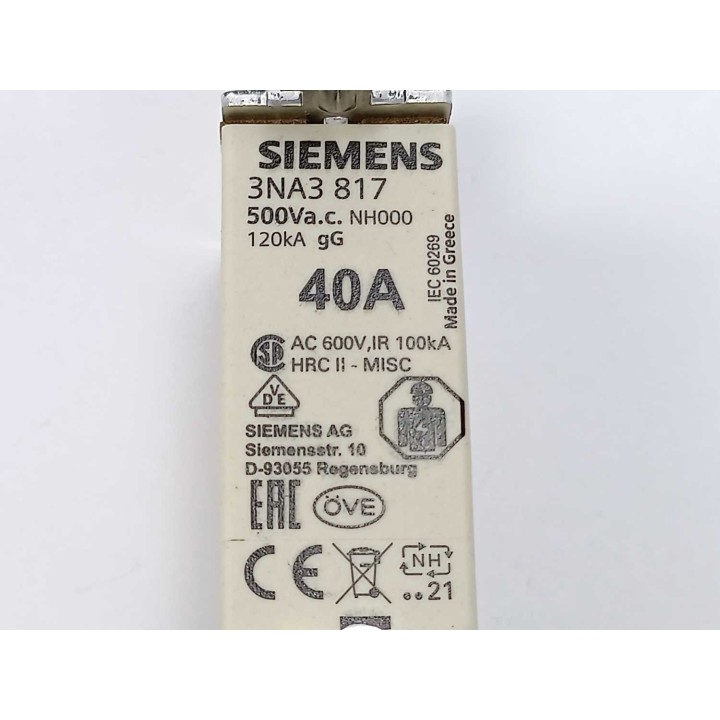 SIEMENS
3NA3 817
500Va.c. NH000
120kA gG
40A
IEC 60269
Made in Greece
AC 600V,IR 100kA
HRC II - MISC
VDE
SIEMENS AG
Siemensstr. 10
D-93055 Regensburg
EAC
ÖVE
CE
NH
..21